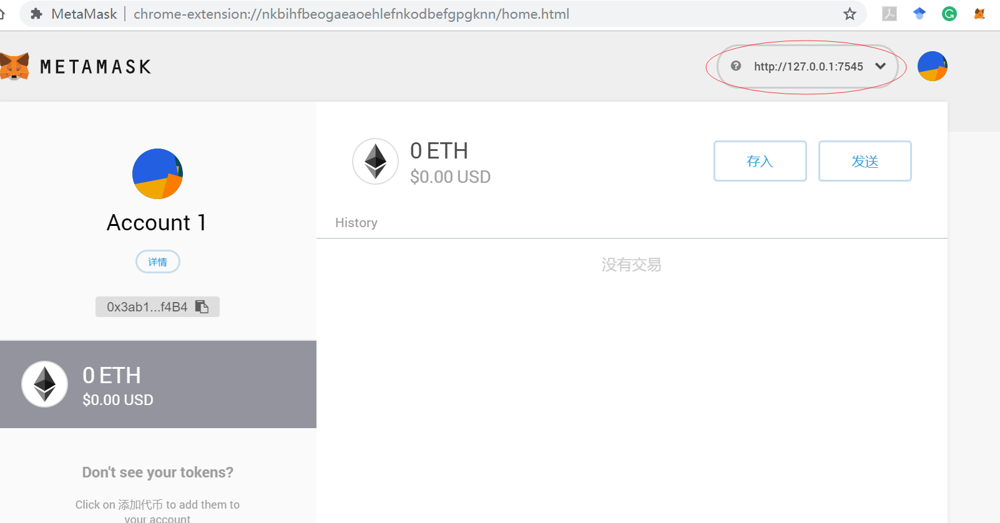 MetaMask | chrome-extension://nkbihfbeogaeaoehlefnkodbefgpgknn/home.html
METAMASK
http://127.0.0.1:7545
0 ETH
$0.00 USD
存入
发送
Account 1
History
详情
没有交易
0x3ab1...f4B4
0 ETH
$0.00 USD
Don't see your tokens?
Click on 添加代币 to add them to
your account